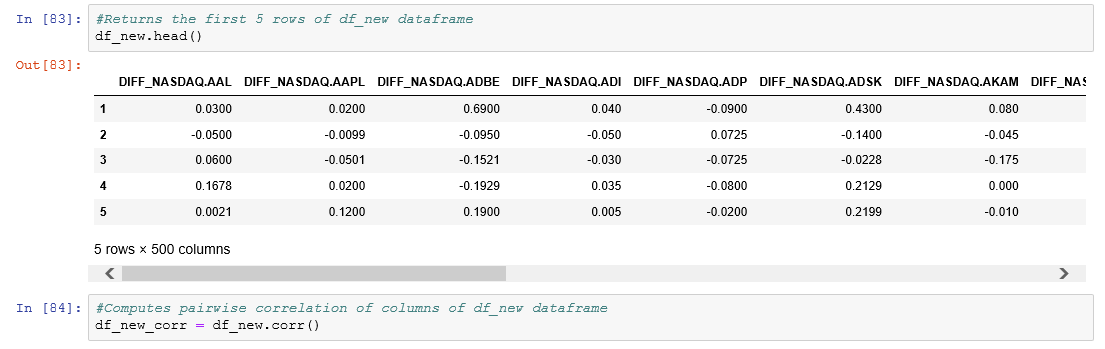 In [83]: #Returns the first 5 rows of df_new dataframe
df_new.head()
Out[83]:
DIFF_NASDAQ.AAL DIFF_NASDAQ.AAPL DIFF_NASDAQ.ADBE DIFF_NASDAQ.ADI DIFF_NASDAQ.ADP DIFF_NASDAQ.ADSK DIFF_NASDAQ.AKAM DIFF_NAS
1 0.0300 0.0200 0.6900 0.040 -0.0900 0.4300 0.080
2 -0.0500 -0.0099 -0.0950 -0.050 0.0725 -0.1400 -0.045
3 0.0600 -0.0501 -0.1521 -0.030 -0.0725 -0.0228 -0.175
4 0.1678 0.0200 -0.1929 0.035 -0.0800 0.2129 0.000
5 0.0021 0.1200 0.1900 0.005 -0.0200 0.2199 -0.010
5 rows × 500 columns
In [84]: #Computes pairwise correlation of columns of df_new dataframe
df_new_corr = df_new.corr()